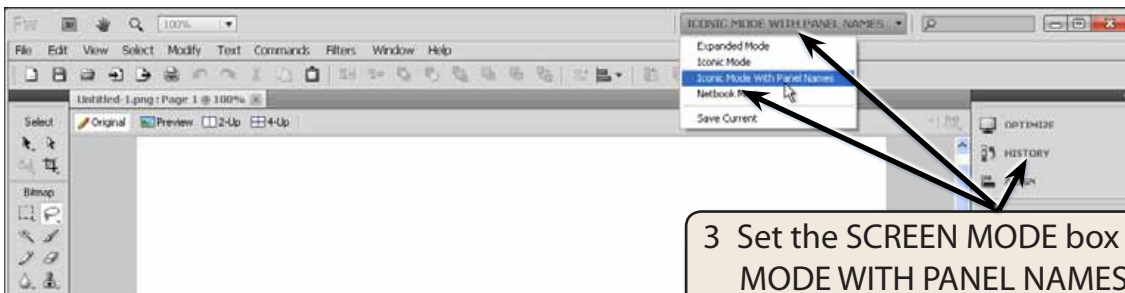 Fw 100% ICONIC MODE WITH PANEL NAMES
File Edit View Select Modify Text Commands Filters Window Help
Expanded Mode
Iconic Mode
Iconic Mode With Panel Names
Netbook
Save Current
Untitled-1.png : Page 1 @ 100%
Select
Original Preview 2-Up 4-Up
OPTIMIZE
HISTORY
Bitmap
3 Set the SCREEN MODE box
MODE WITH PANEL NAMES